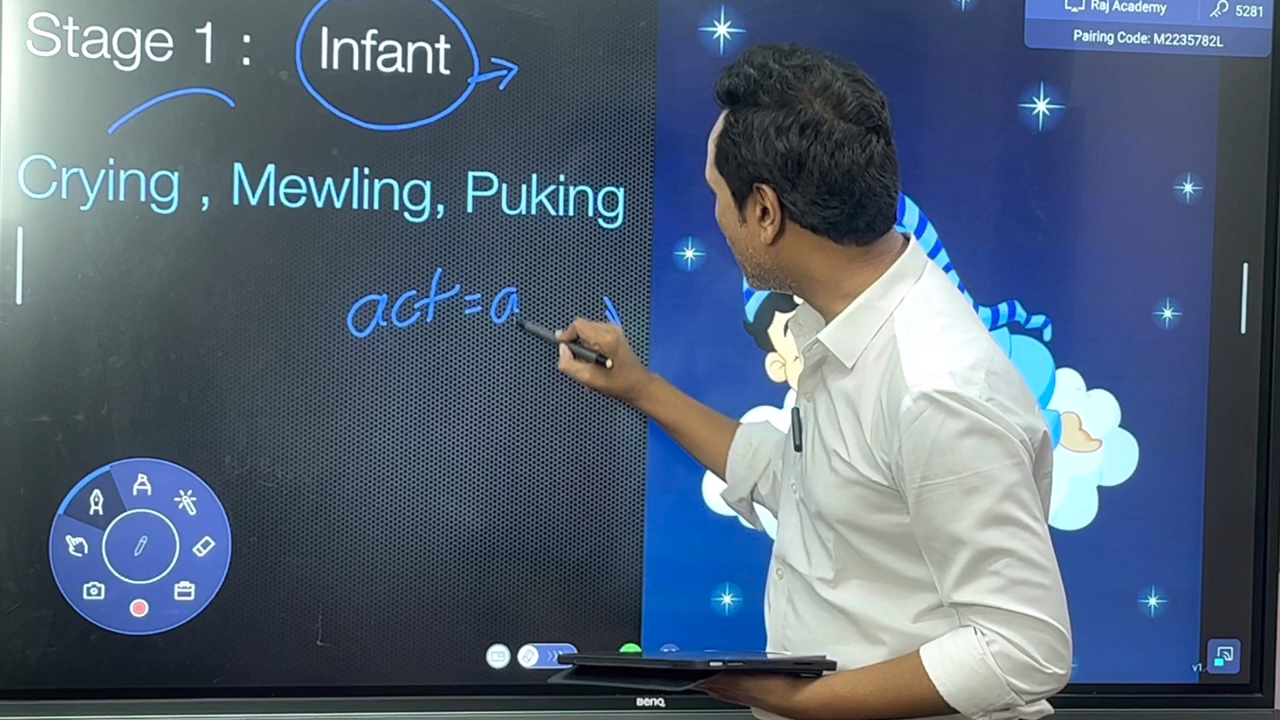 Raj Academy
5281
Pairing Code: M2235782L
Stage 1 : Infant
Crying , Mewling, Puking
act = a
BenQ